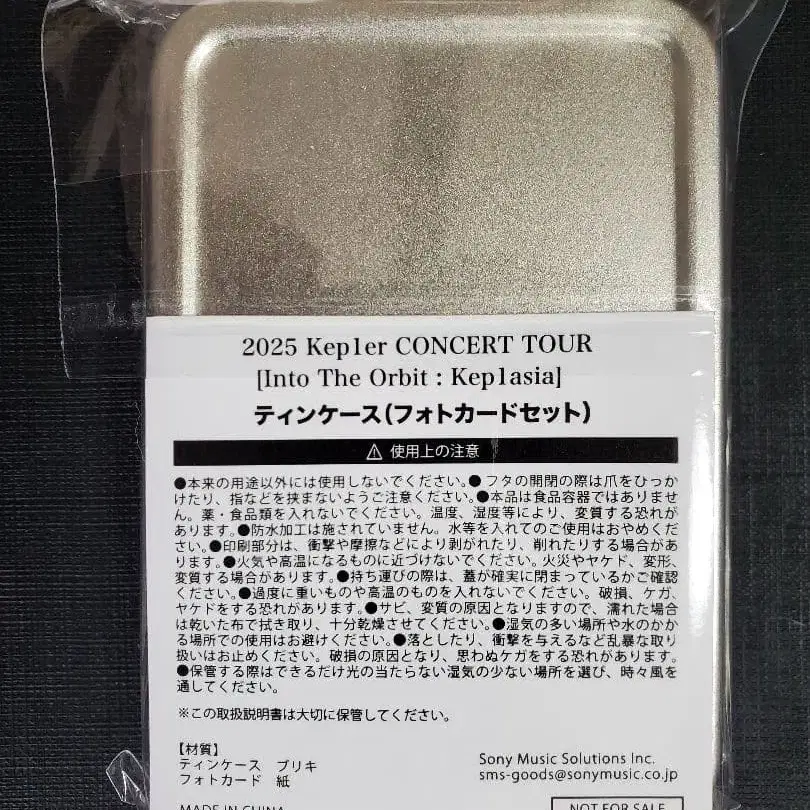 2025 Kep1er CONCERT TOUR
[Into The Orbit : Kep1asia]
ティンケース(フォトカードセット)
⚠ 使用上の注意
●本来の用途以外には使用しないでください。●フタの開閉の際は爪をひっか
けたり、指などを挟まないようご注意ください。●本品は食品容器ではありませ
ん。薬・食品類を入れないでください。温度、湿度等により、変質する恐れが
あります。●防水加工は施されていません。水等を入れてのご使用はおやめくだ
さい。●印刷部分は、衝撃や摩擦などにより剥がれたり、削れたりする場合があ
ります。●火気や高温になるものに近づけないでください。火災やヤケド、変形、
変質する場合があります。●持ち運びの際は、蓋が確実に閉まっているかご確認
ください。●過度に重いものや高温のものを入れないでください。破損、ケガ、
ヤケドをする恐れがあります。●サビ、変質の原因となりますので、濡れた場合
は乾いた布で拭き取り、十分乾燥させてください。●湿気の多い場所や水のかか
る場所での使用はお避けください。●落としたり、衝撃を与えるなど乱暴な取り
扱いはお止めください。破損の原因となり、思わぬケガをする恐れがあります。
●保管する際はできるだけ光の当たらない湿気の少ない場所を選び、時々風を
通してください。
※この取扱説明書は大切に保管してください。
【材質】
ティンケース ブリキ
フォトカード 紙
Sony Music Solutions Inc.
sms-goods@sonymusic.co.jp
MADE IN CHINA
NOT FOR SALE